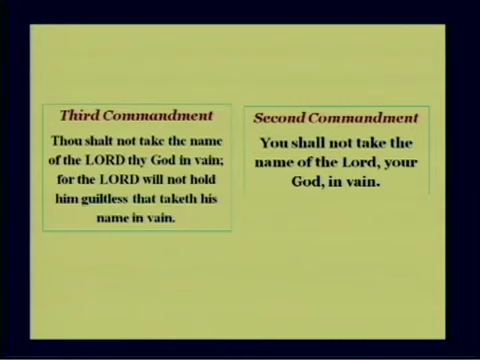 Third Commandment
Thou shalt not take the name
of the LORD thy God in vain;
for the LORD will not hold
him guiltless that taketh his
name in vain.
Second Commandment
You shall not take the
name of the Lord, your
God, in vain.